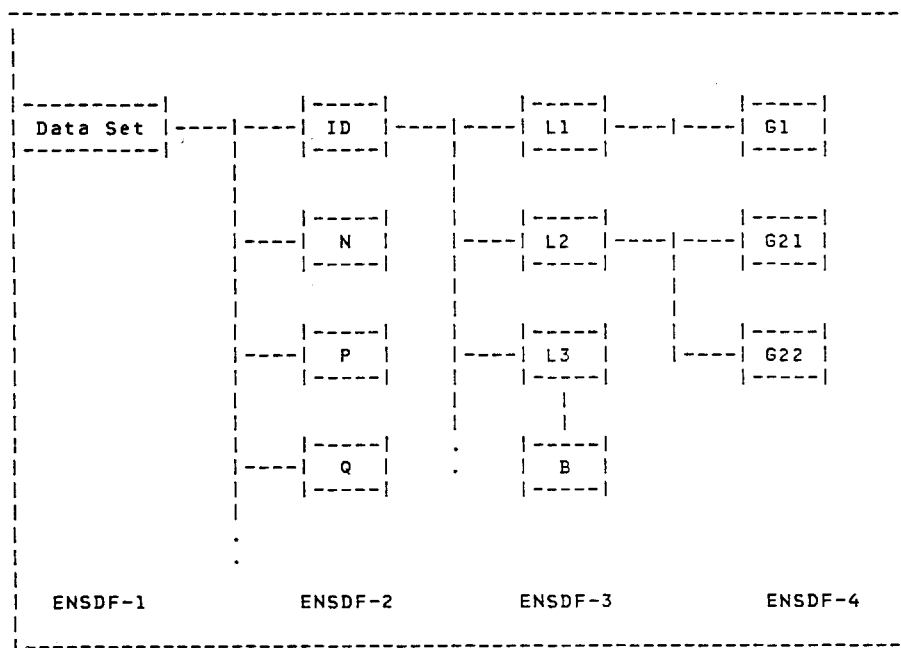 Data Set ID L1 G1
N L2 G21
P L3 G22
Q B
ENSDF-1 ENSDF-2 ENSDF-3 ENSDF-4